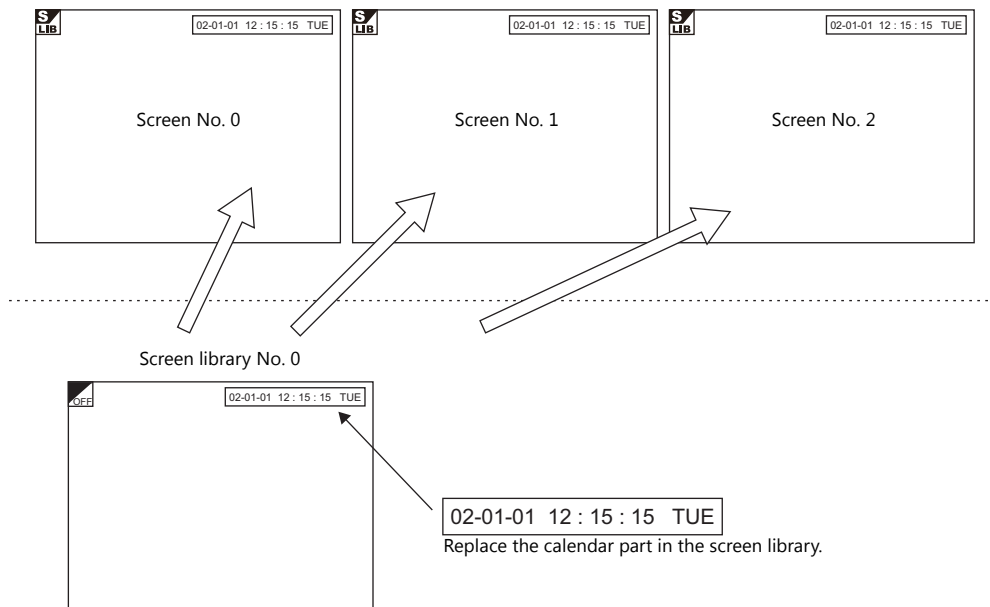 S
LIB
02-01-01 12 : 15 : 15 TUE
S
LIB
02-01-01 12 : 15 : 15 TUE
S
LIB
02-01-01 12 : 15 : 15 TUE
Screen No. 0
Screen No. 1
Screen No. 2
Screen library No. 0
OFF
02-01-01 12 : 15 : 15 TUE
02-01-01 12 : 15 : 15 TUE
Replace the calendar part in the screen library.